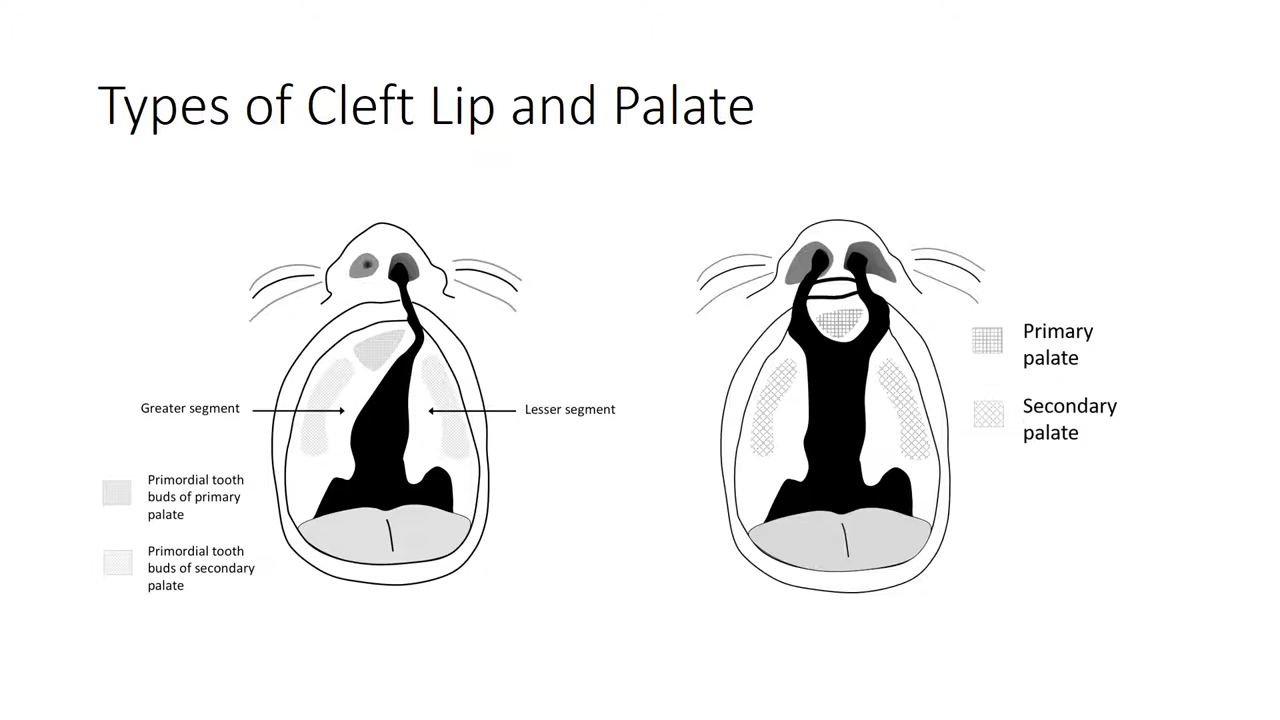 Types of Cleft Lip and Palate
Greater segment
Lesser segment
Primordial tooth
buds of primary
palate
Primordial tooth
buds of secondary
palate
Primary
palate
Secondary
palate